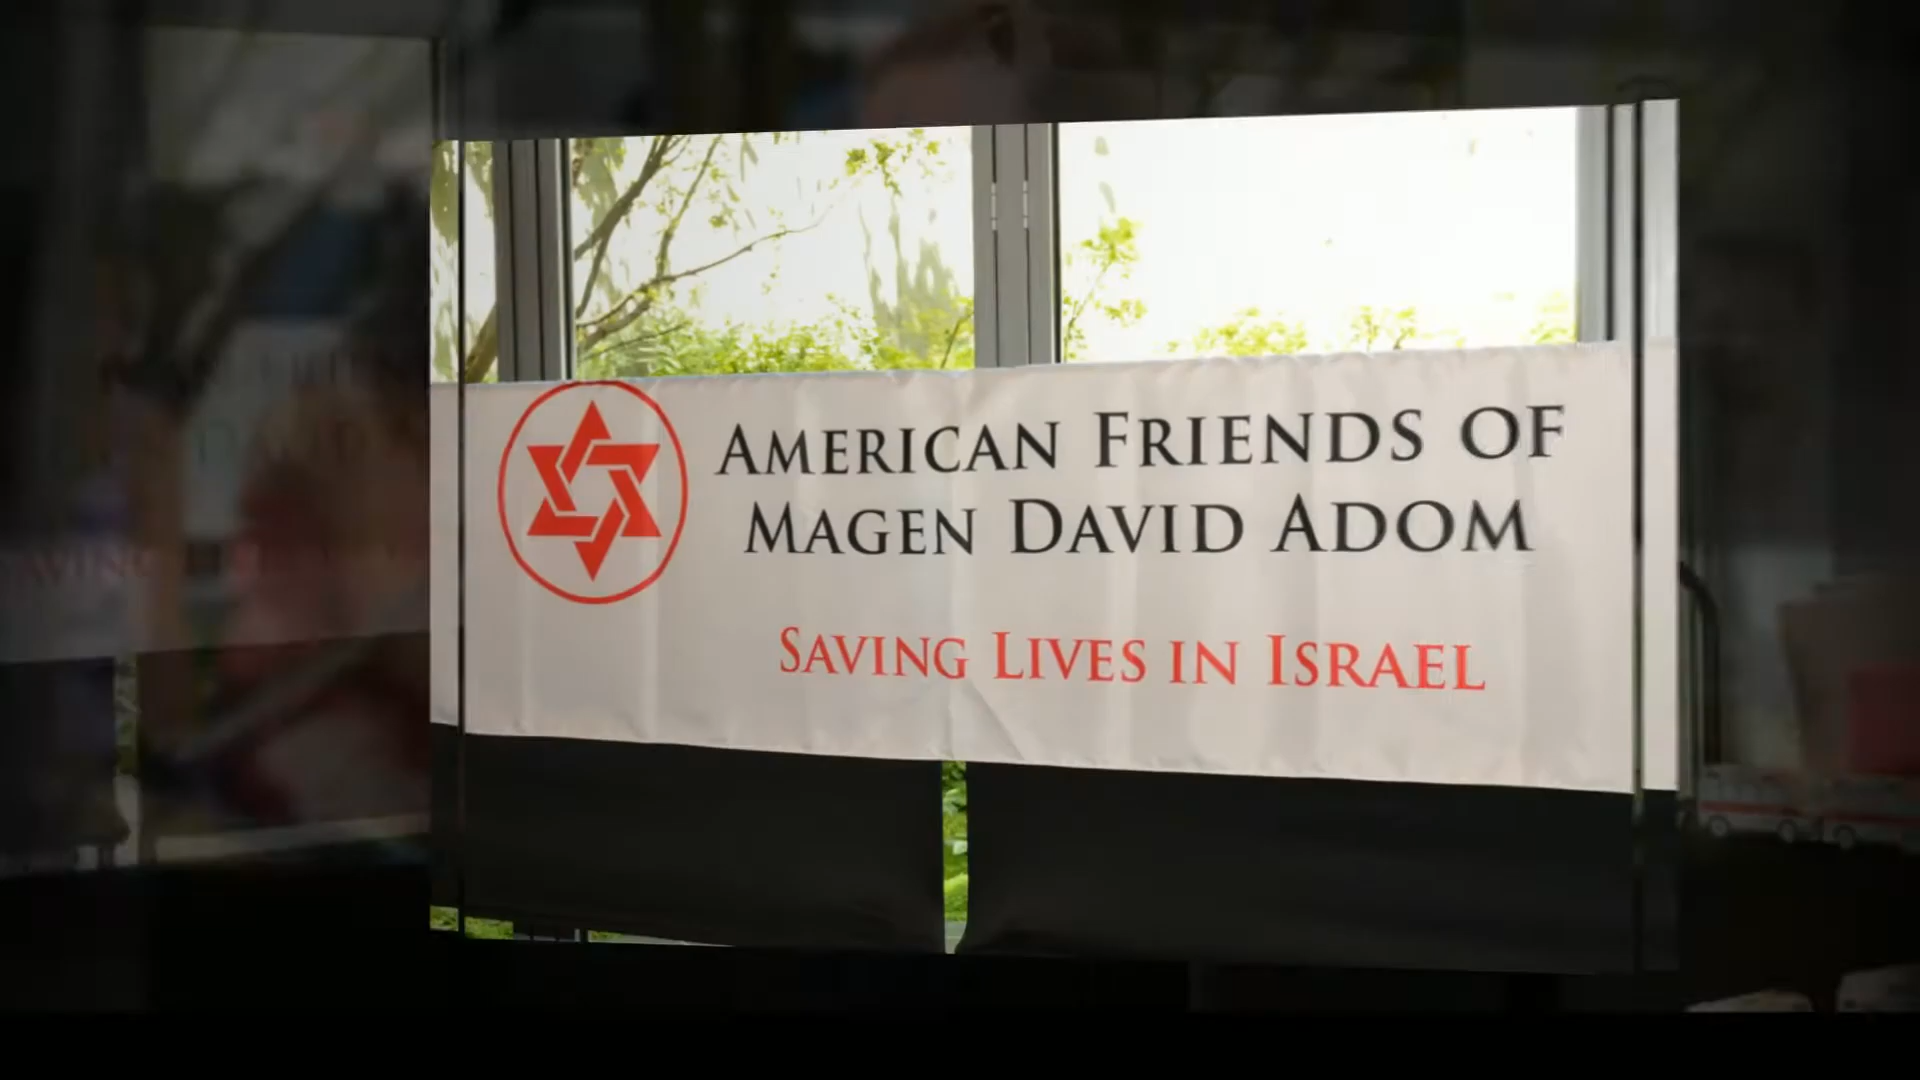 American Friends of
Magen David Adom
Saving Lives in Israel